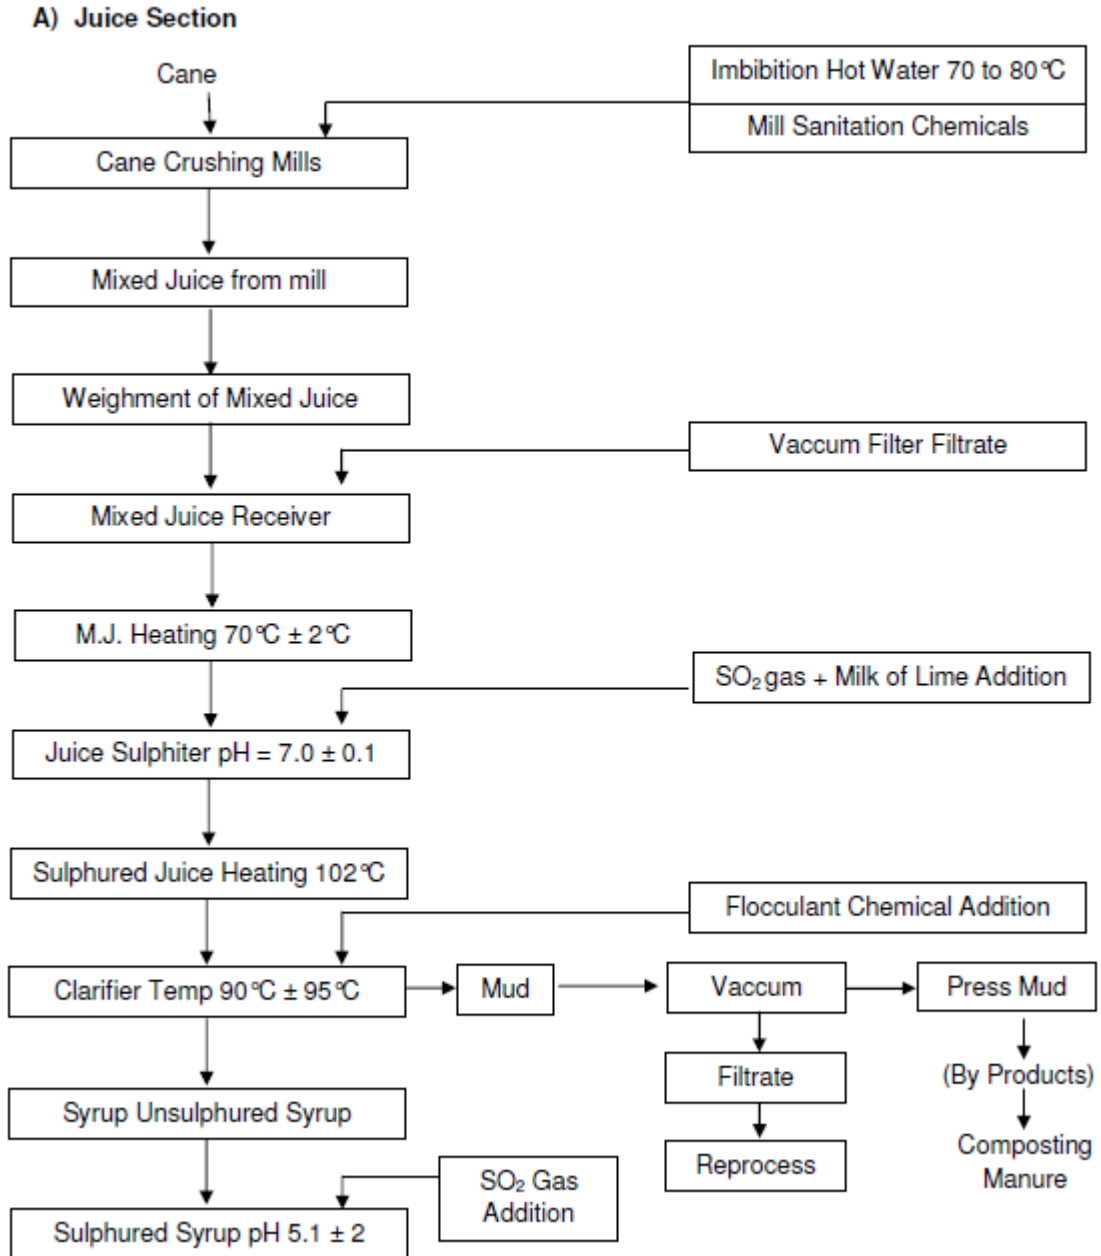 A) Juice Section
Cane
Imbibition Hot Water 70 to 80°C
Mill Sanitation Chemicals
Cane Crushing Mills
Mixed Juice from mill
Weighment of Mixed Juice
Vaccum Filter Filtrate
Mixed Juice Receiver
M.J. Heating 70°C ± 2°C
SO₂ gas + Milk of Lime Addition
Juice Sulphiter pH = 7.0 ± 0.1
Sulphured Juice Heating 102°C
Flocculant Chemical Addition
Clarifier Temp 90°C ± 95°C
Mud
Vaccum
Press Mud
Filtrate
(By Products)
Syrup Unsulphured Syrup
Reprocess
Composting
Manure
SO₂ Gas
Addition
Sulphured Syrup pH 5.1 ± 2